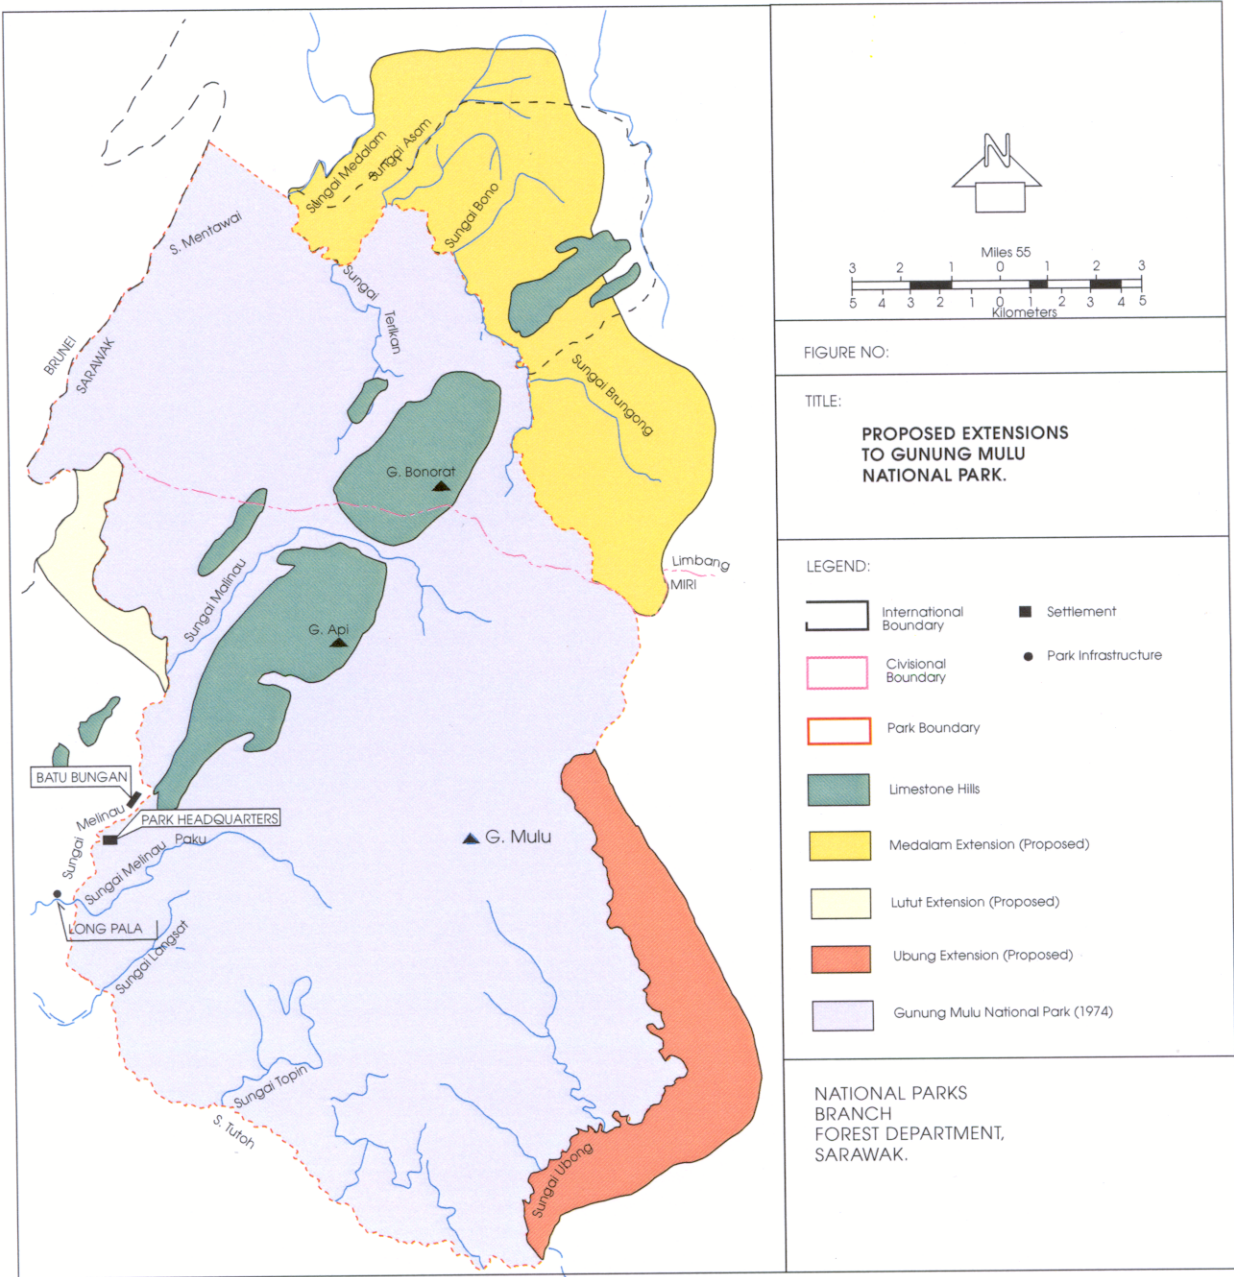 Sungai Medalam
Sungai Asam
Sungai Bono
S. Mentawai
Sungai
Terikan
BRUNEI
SARAWAK
Sungai Brungong
G. Bonorat
Limbang
MIRI
Sungai Malinau
G. Api
BATU BUNGAN
Sungai Melinau
PARK HEADQUARTERS
G. Mulu
Sungai Melinau Paku
LONG PALA
Sungai Langsat
Sungai Topin
S. Tutoh
Sungai Ubong
N
Miles 55
3 2 1 0 1 2 3
5 4 3 2 1 0 1 2 3 4 5
Kilometers
FIGURE NO:
TITLE:
PROPOSED EXTENSIONS
TO GUNUNG MULU
NATIONAL PARK.
LEGEND:
International
Boundary
Settlement
Civisional
Boundary
Park Infrastructure
Park Boundary
Limestone Hills
Medalam Extension (Proposed)
Lutut Extension (Proposed)
Ubung Extension (Proposed)
Gunung Mulu National Park (1974)
NATIONAL PARKS
BRANCH
FOREST DEPARTMENT,
SARAWAK.